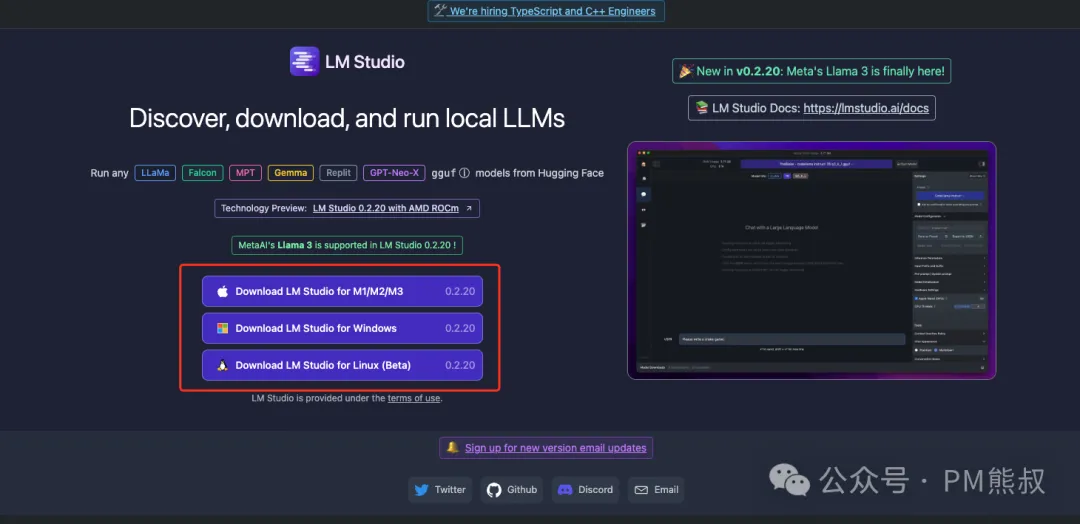 We're hiring TypeScript and C++ Engineers
LM Studio
New in v0.2.20: Meta's Llama 3 is finally here!
LM Studio Docs: https://lmstudio.ai/docs
Discover, download, and run local LLMs
Run any LLaMa Falcon MPT Gemma Replit GPT-Neo-X gguf ⓘ models from Hugging Face
Technology Preview: LM Studio 0.2.20 with AMD ROCm ↗
MetaAI's Llama 3 is supported in LM Studio 0.2.20 !
Download LM Studio for M1/M2/M3 0.2.20
Download LM Studio for Windows 0.2.20
Download LM Studio for Linux (Beta) 0.2.20
LM Studio is provided under the terms of use.
Chat with a Large Language Model
Sign up for new version email updates
Twitter Github Discord Email
公众号 · PM熊叔